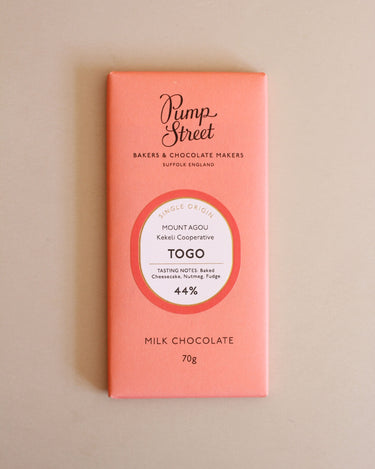 Pump
Street
BAKERS & CHOCOLATE MAKERS
SUFFOLK ENGLAND
SINGLE ORIGIN
MOUNT AGOU
Kekeli Cooperative
TOGO
TASTING NOTES: Baked
Cheesecake, Nutmeg, Fudge
44%
MILK CHOCOLATE
70g